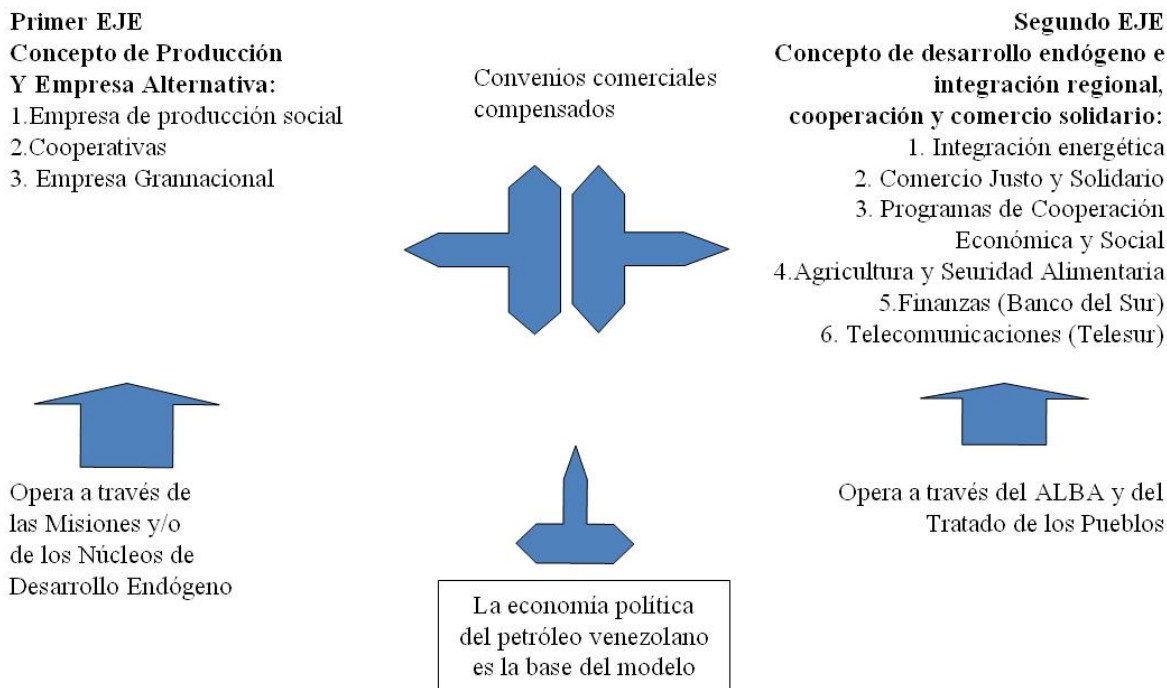 Primer EJE
Concepto de Producción
Y Empresa Alternativa:
1.Empresa de producción social
2.Cooperativas
3. Empresa Grannacional
Convenios comerciales
compensados
Segundo EJE
Concepto de desarrollo endógeno e
integración regional,
cooperación y comercio solidario:
1. Integración energética
2. Comercio Justo y Solidario
3. Programas de Cooperación
Económica y Social
4.Agricultura y Seuridad Alimentaria
5.Finanzas (Banco del Sur)
6. Telecomunicaciones (Telesur)
Opera a través de
las Misiones y/o
de los Núcleos de
Desarrollo Endógeno
Opera a través del ALBA y del
Tratado de los Pueblos
La economía política
del petróleo venezolano
es la base del modelo